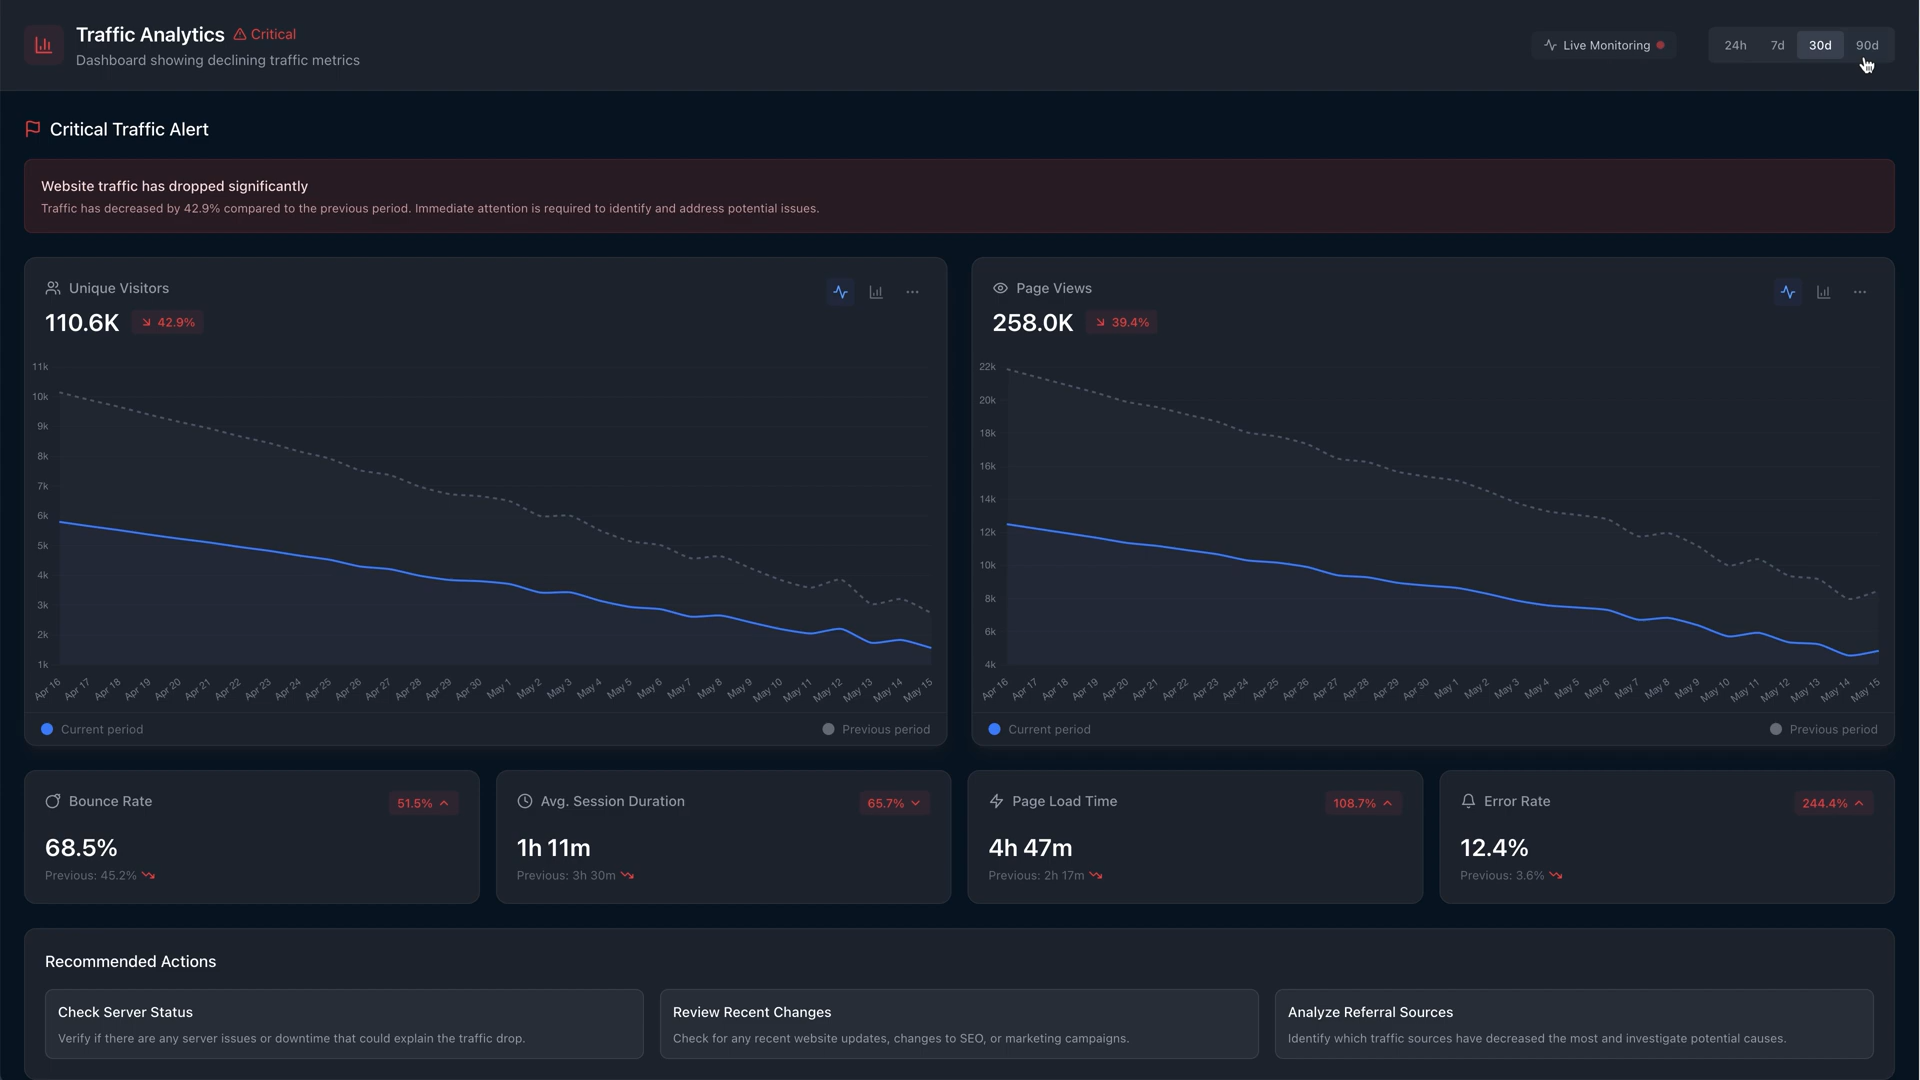 Traffic Analytics Critical
Dashboard showing declining traffic metrics
Live Monitoring
24h 7d 30d 90d
Critical Traffic Alert
Website traffic has dropped significantly
Traffic has decreased by 42.9% compared to the previous period. Immediate attention is required to identify and address potential issues.
Unique Visitors
110.6K 42.9%
11k
10k
9k
8k
7k
6k
5k
4k
3k
2k
1k
Apr 16 Apr 17 Apr 18 Apr 19 Apr 20 Apr 21 Apr 22 Apr 23 Apr 24 Apr 25 Apr 26 Apr 27 Apr 28 Apr 29 Apr 30 May 1 May 2 May 3 May 4 May 5 May 6 May 7 May 8 May 9 May 10 May 11 May 12 May 13 May 14 May 15
Current period Previous period
Page Views
258.0K 39.4%
22k
20k
18k
16k
14k
12k
10k
8k
6k
4k
Apr 16 Apr 17 Apr 18 Apr 19 Apr 20 Apr 21 Apr 22 Apr 23 Apr 24 Apr 25 Apr 26 Apr 27 Apr 28 Apr 29 Apr 30 May 1 May 2 May 3 May 4 May 5 May 6 May 7 May 8 May 9 May 10 May 11 May 12 May 13 May 14 May 15
Current period Previous period
Bounce Rate 51.5%
68.5%
Previous: 45.2%
Avg. Session Duration 65.7%
1h 11m
Previous: 3h 30m
Page Load Time 108.7%
4h 47m
Previous: 2h 17m
Error Rate 244.4%
12.4%
Previous: 3.6%
Recommended Actions
Check Server Status
Verify if there are any server issues or downtime that could explain the traffic drop.
Review Recent Changes
Check for any recent website updates, changes to SEO, or marketing campaigns.
Analyze Referral Sources
Identify which traffic sources have decreased the most and investigate potential causes.